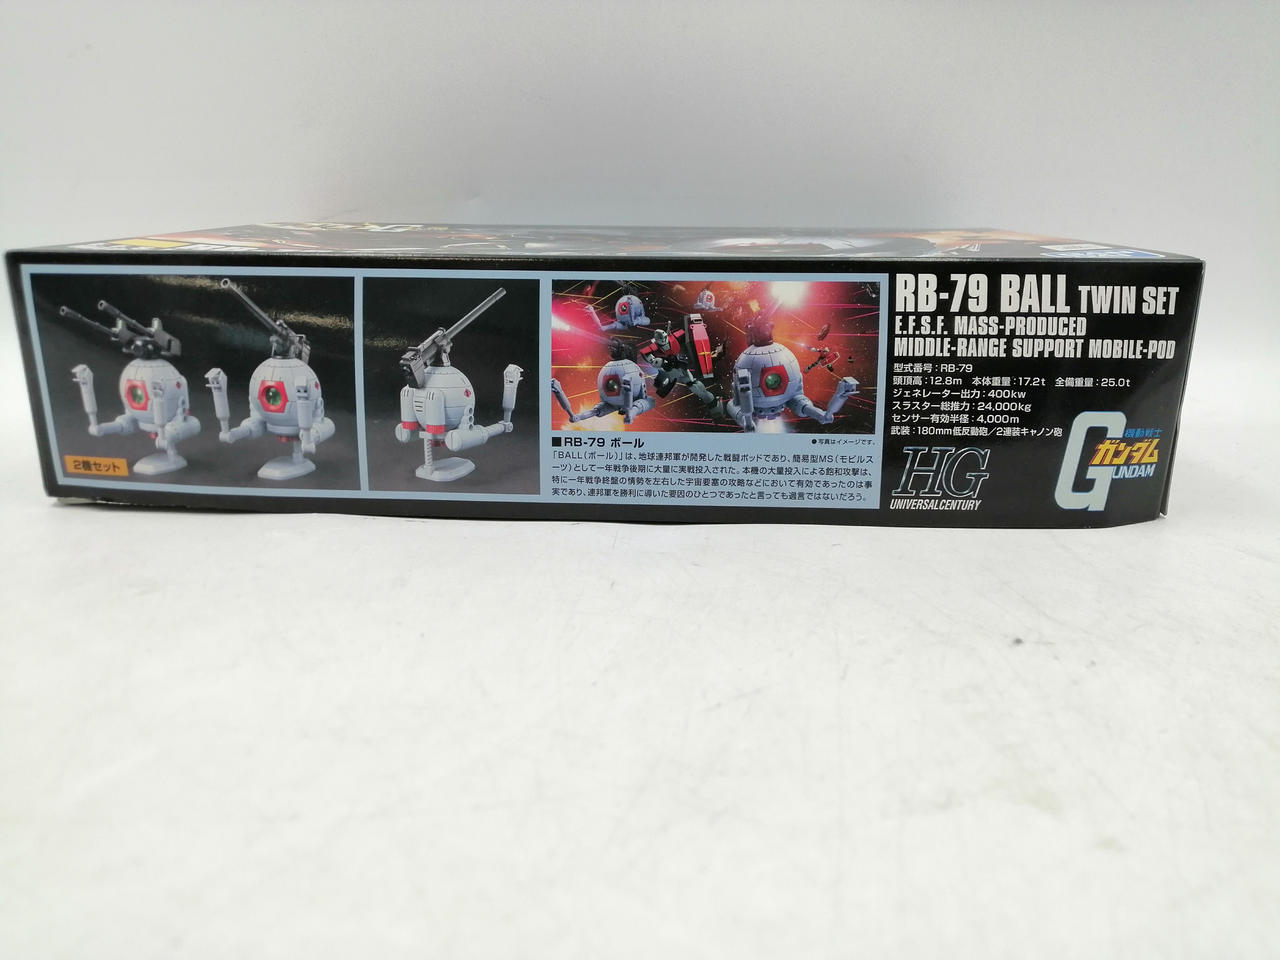 2機セット
■RB-79 ボール
●写真はイメージです。
「BALL(ボール)」は、地球連邦軍が開発した戦闘ポッドであり、簡易型MS(モビルス
ーツ)として一年戦争後期に大量に実戦投入された。本機の大量投入による飽和攻撃は、
特に一年戦争終盤の情勢を左右した宇宙要塞の攻略などにおいて有効であったのは事
実であり、連邦軍を勝利に導いた要因のひとつであったと言っても過言ではないだろう。
RB-79 BALL TWIN SET
E.F.S.F. MASS-PRODUCED
MIDDLE-RANGE SUPPORT MOBILE-POD
型式番号:RB-79
頭頂高:12.8m 本体重量:17.2t 全備重量:25.0t
ジェネレーター出力:400kw
スラスター総推力:24,000kg
センサー有効半径:4,000m
武装:180mm低反動砲/2連装キャノン砲
HG
UNIVERSAL CENTURY
機動戦士
ガンダム
GUNDAM